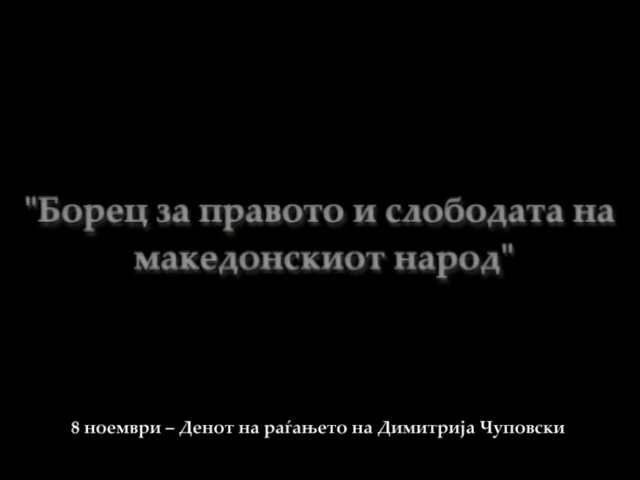 "Борец за правото и слободата на
македонскиот народ"
8 ноември – Денот на раѓањето на Димитрија Чуповски